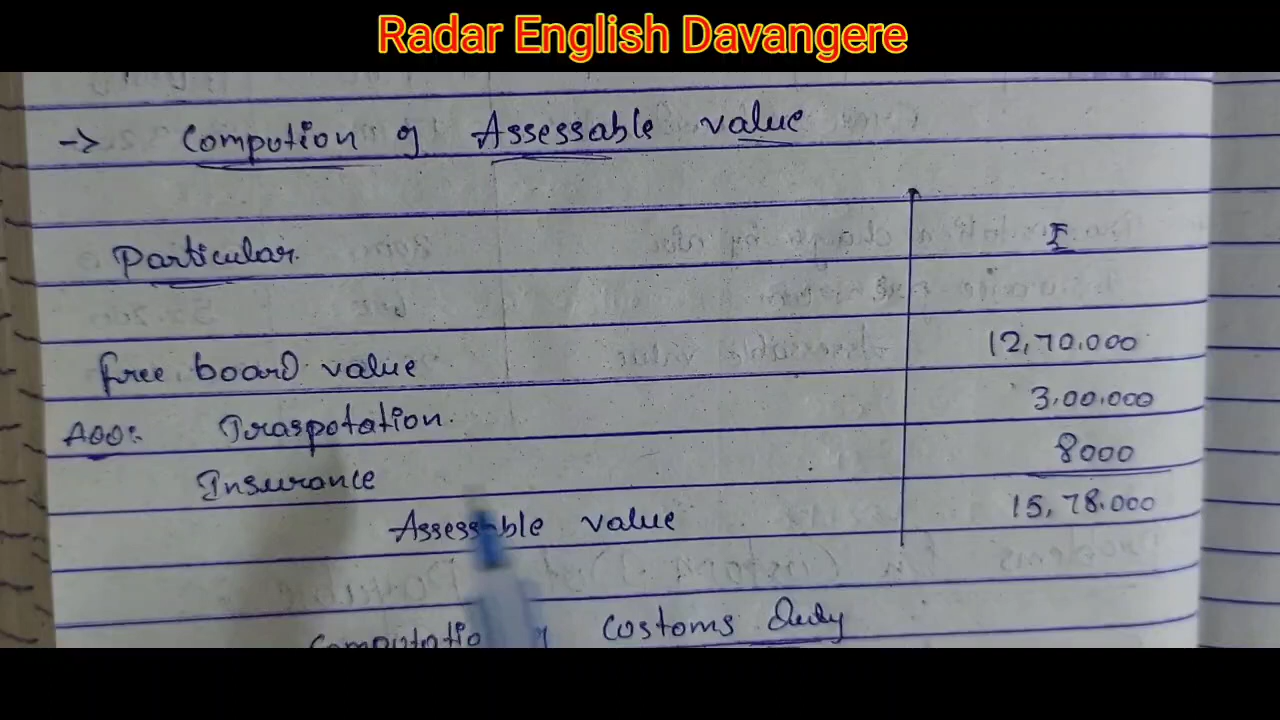 Radar English Davangere
-> Compution of Assessable value
Particular. ₹
free board value 12,70.000
Add: Traspotation. 3.00.000
Insurance 8000
Assessable value 15,78.000
Computatio Customs Duty